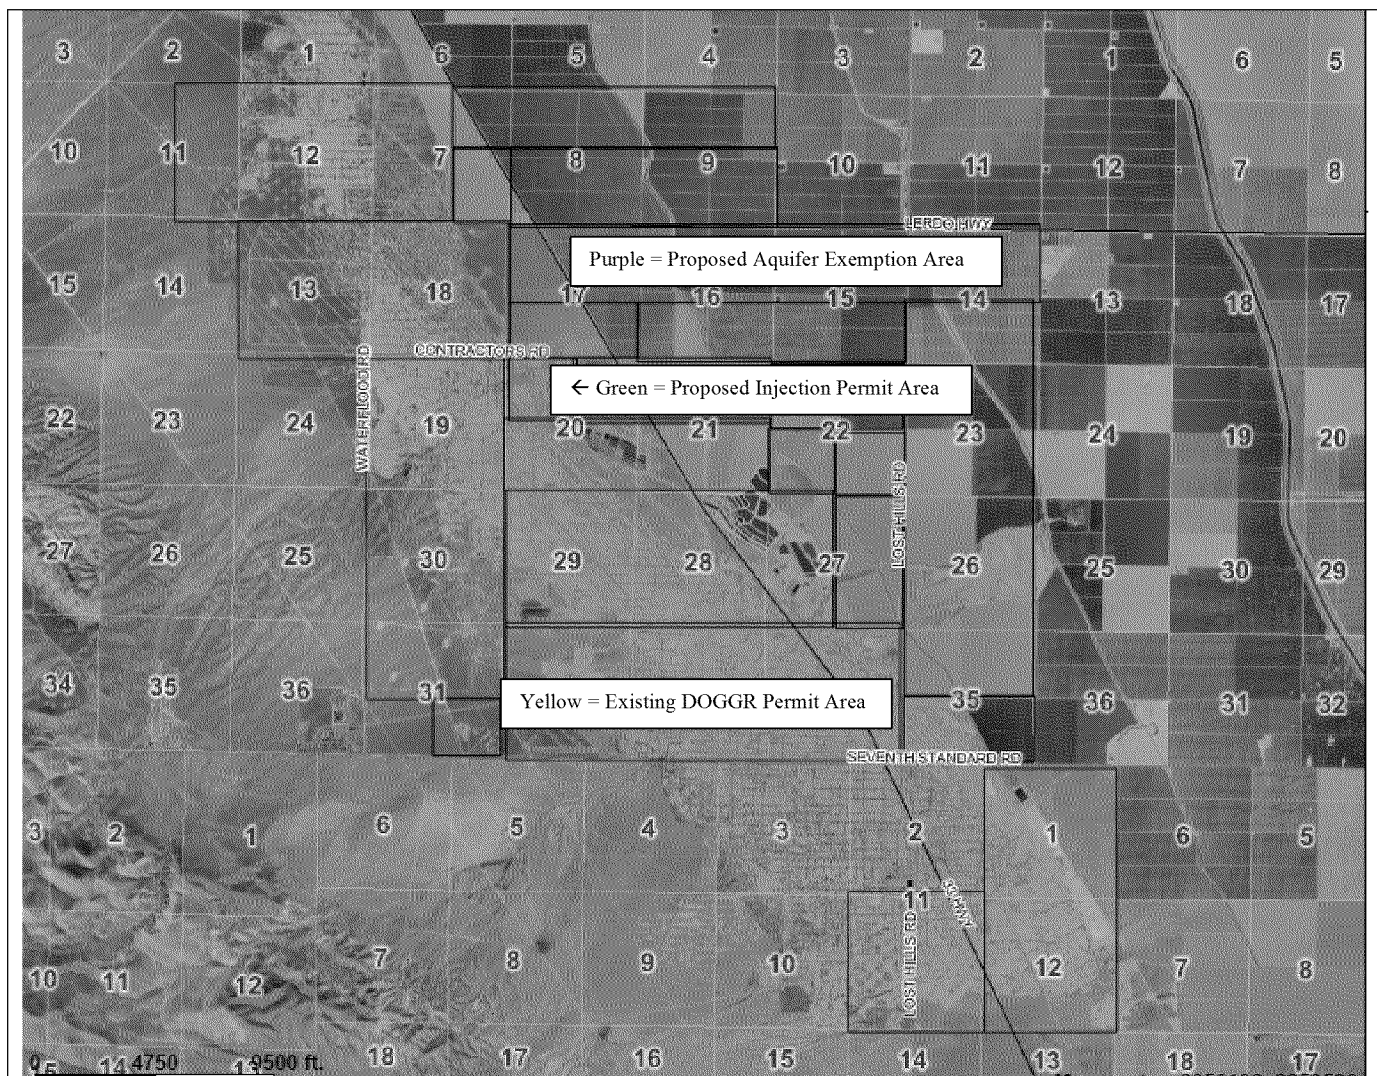 3 2 1 6 5 4 3 2 1 6 5
10 11 12 7 8 9 10 11 12 7 8
LERDO HWY
Purple = Proposed Aquifer Exemption Area
15 14 13 18 17 16 15 14 13 18 17
CONTRACTORS RD
WATERFLOOD RD
← Green = Proposed Injection Permit Area
22 23 24 19 20 21 22 23 24 19 20
LOST HILLS RD
27 26 25 30 29 28 27 26 25 30 29
34 35 36 31 35 36 31 32
Yellow = Existing DOGGR Permit Area
SEVENTH STANDARD RD
3 2 1 6 5 4 3 2 1 6 5
11
HWY
LOST HILLS RD
10 11 12 7 8 9 10 12 7 8
18 17 16 15 14 13 18 17
0 4750 9500 ft.
14 13